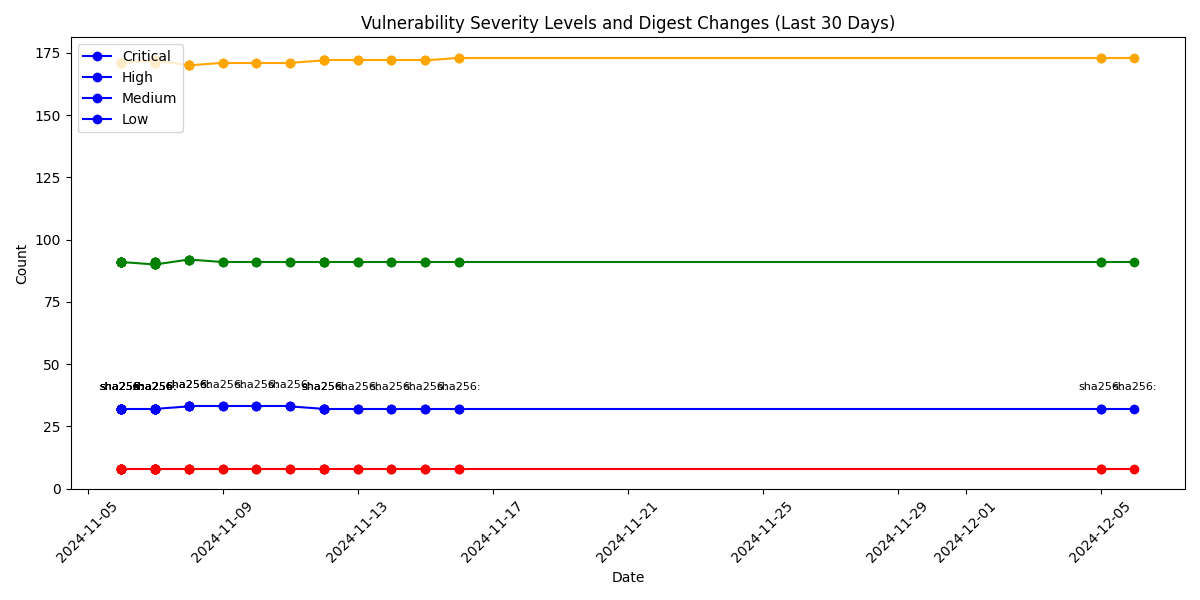 Vulnerability Severity Levels and Digest Changes (Last 30 Days)
Critical
High
Medium
Low
Count
175
150
125
100
75
50
25
0
sha256: sha256: sha256: sha256: sha256: sha256: sha256: sha256: sha256: sha256: sha256: sha256: sha256:
2024-11-05 2024-11-09 2024-11-13 2024-11-17 2024-11-21 2024-11-25 2024-11-29 2024-12-01 2024-12-05
Date